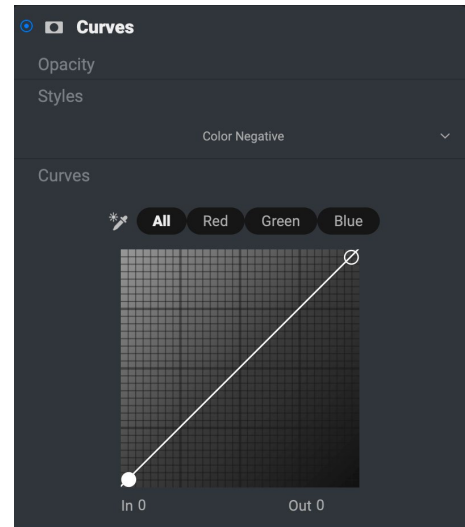 Curves
Opacity
Styles
Color Negative
Curves
All Red Green Blue
In 0 Out 0